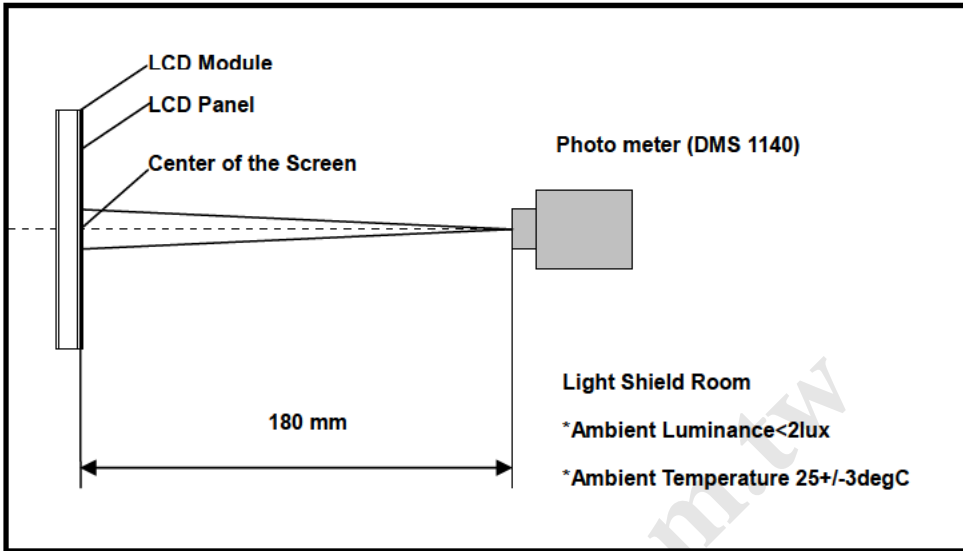 LCD Module
LCD Panel
Center of the Screen
Photo meter (DMS 1140)
180 mm
Light Shield Room
*Ambient Luminance<2lux
*Ambient Temperature 25+/-3degC
m.tw